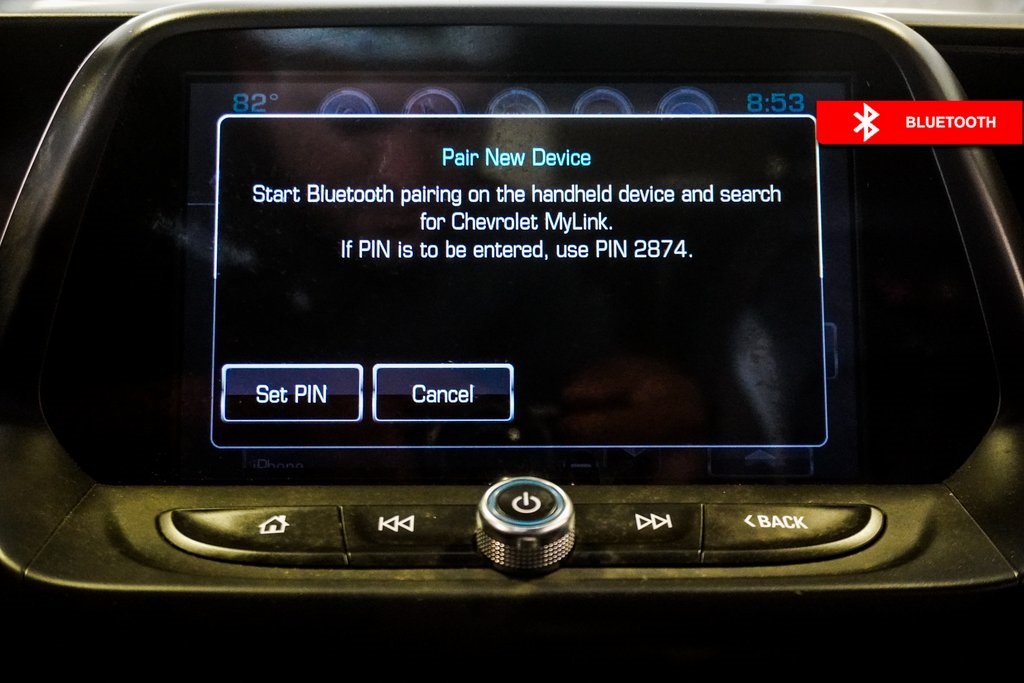 82° 8:53
BLUETOOTH
Pair New Device
Start Bluetooth pairing on the handheld device and search
for Chevrolet MyLink.
If PIN is to be entered, use PIN 2874.
Set PIN Cancel
iPhone
<BACK